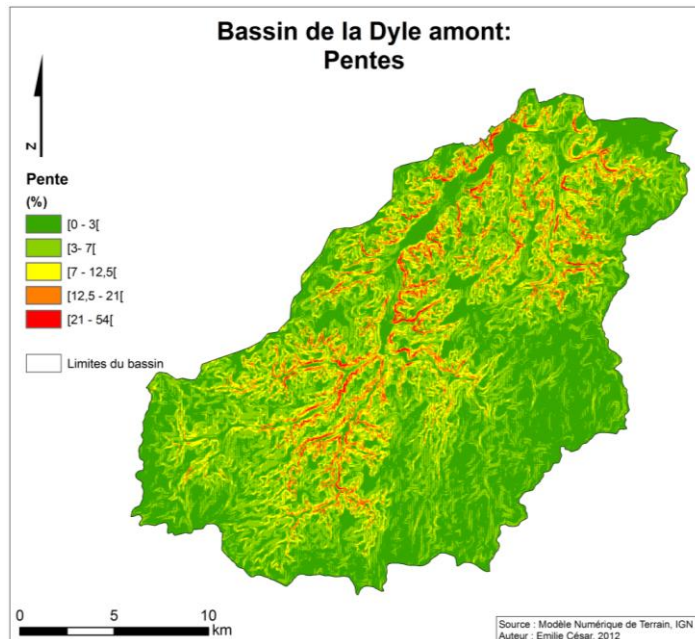 Bassin de la Dyle amont:
Pentes
N
Pente
(%)
[0 - 3[
[3- 7[
[7 - 12,5[
[12,5 - 21[
[21 - 54[
Limites du bassin
0 5 10
km
Source : Modèle Numérique de Terrain, IGN
Auteur : Emilie César, 2012